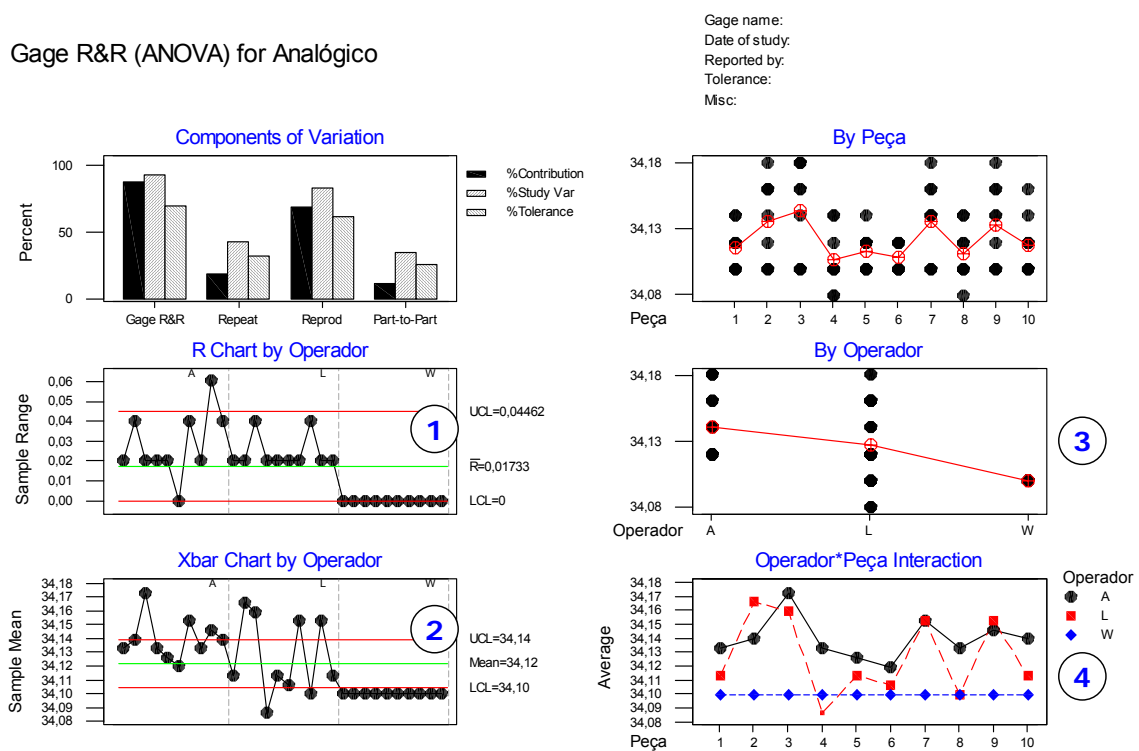 Gage R&R (ANOVA) for Analógico
Gage name:
Date of study:
Reported by:
Tolerance:
Misc:
Components of Variation
100
50
0
Percent
Gage R&R Repeat Reprod Part-to-Part
%Contribution
%Study Var
%Tolerance
By Peça
34,18
34,13
34,08
Peça 1 2 3 4 5 6 7 8 9 10
R Chart by Operador
A L W
0,06
0,05
0,04
0,03
0,02
0,01
0,00
Sample Range
UCL=0,04462
R=0,01733
LCL=0
1
By Operador
34,18
34,13
34,08
Operador A L W
3
Xbar Chart by Operador
A L W
34,18
34,17
34,16
34,15
34,14
34,13
34,12
34,11
34,10
34,09
34,08
Sample Mean
UCL=34,14
Mean=34,12
LCL=34,10
2
Operador*Peça Interaction
34,18
34,17
34,16
34,15
34,14
34,13
34,12
34,11
34,10
34,09
34,08
Average
Peça 1 2 3 4 5 6 7 8 9 10
Operador
A
L
W
4